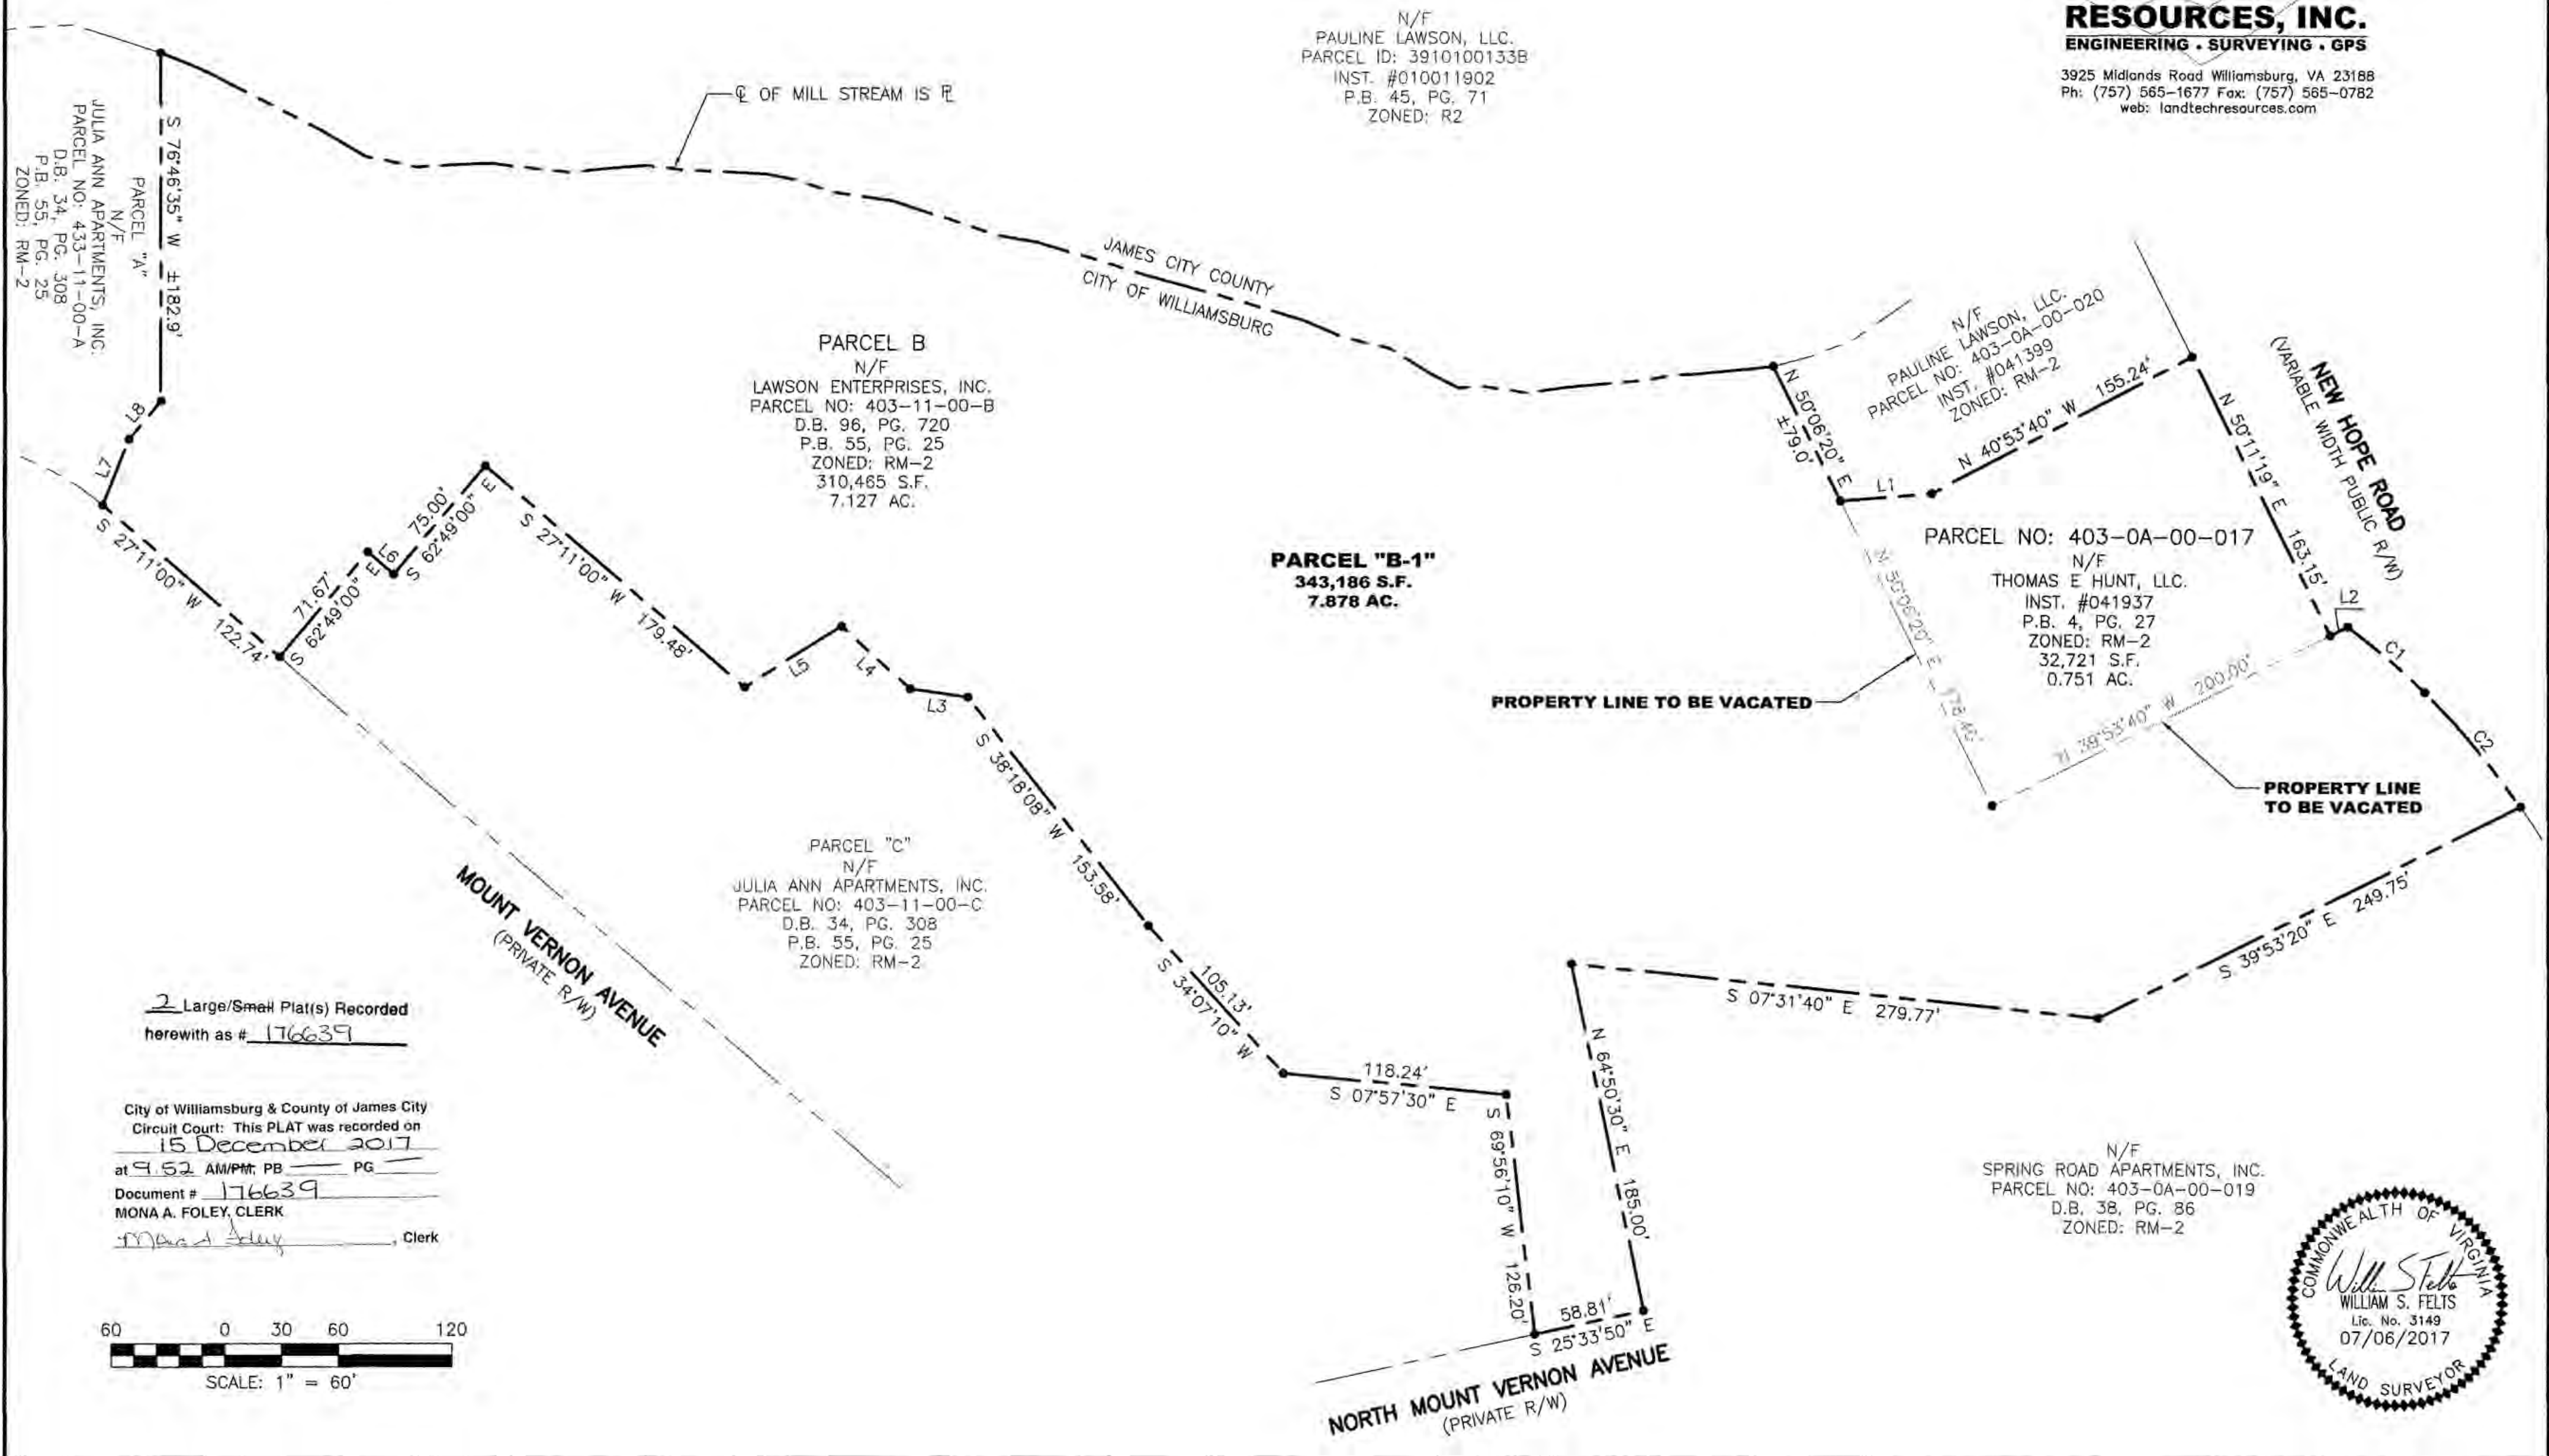 N/F
PAULINE LAWSON, LLC.
PARCEL ID: 3910100133B
INST. #010011902
P.B. 45, PG. 71
ZONED: R2
RESOURCES, INC.
ENGINEERING • SURVEYING • GPS
3925 Midlands Road Williamsburg, VA 23188
Ph: (757) 565-1677 Fax: (757) 565-0782
web: landtechresources.com
℄ OF MILL STREAM IS ⅊
S 76°46'35" W ±182.9'
PARCEL "A"
N/F
JULIA ANN APARTMENTS, INC.
PARCEL NO: 433-11-00-A
D.B. 34, PG. 308
P.B. 55, PG. 25
ZONED: RM-2
L8
L7
JAMES CITY COUNTY
CITY OF WILLIAMSBURG
PARCEL B
N/F
LAWSON ENTERPRISES, INC.
PARCEL NO: 403-11-00-B
D.B. 96, PG. 720
P.B. 55, PG. 25
ZONED: RM-2
310,465 S.F.
7.127 AC.
N/F
PAULINE LAWSON, LLC.
PARCEL NO: 403-0A-00-020
INST. #041399
ZONED: RM-2
N 50°06'20" E
±79.0'
L1
N 40°53'40" W 155.24'
NEW HOPE ROAD
(VARIABLE WIDTH PUBLIC R/W)
N 50°11'19" E 163.15'
L2
C1
C2
PARCEL NO: 403-0A-00-017
N/F
THOMAS E HUNT, LLC.
INST. #041937
P.B. 4, PG. 27
ZONED: RM-2
32,721 S.F.
0.751 AC.
N 50°06'20" E 178.40'
N 39°53'40" W 200.00'
PROPERTY LINE TO BE VACATED
PROPERTY LINE
TO BE VACATED
PARCEL "B-1"
343,186 S.F.
7.878 AC.
S 27°11'00" W 122.74'
71.67'
S 62°49'00" E
L6
75.00'
S 62°49'00" E
S 27°11'00" W 179.48'
L5
L4
L3
S 38°18'08" W 153.58'
105.13'
S 34°07'10" W
118.24'
S 07°57'30" E
S 69°56'10" W 126.20'
58.81'
S 25°33'50" E
N 64°50'30" E 185.00'
S 07°31'40" E 279.77'
S 39°53'20" E 249.75'
PARCEL "C"
N/F
JULIA ANN APARTMENTS, INC.
PARCEL NO: 403-11-00-C
D.B. 34, PG. 308
P.B. 55, PG. 25
ZONED: RM-2
MOUNT VERNON AVENUE
(PRIVATE R/W)
NORTH MOUNT VERNON AVENUE
(PRIVATE R/W)
N/F
SPRING ROAD APARTMENTS, INC.
PARCEL NO: 403-0A-00-019
D.B. 38, PG. 86
ZONED: RM-2
2 Large/Small Plat(s) Recorded
herewith as # 176639
City of Williamsburg & County of James City
Circuit Court: This PLAT was recorded on
15 December 2017
at 9:52 AM/PM, PB PG
Document # 176639
MONA A. FOLEY, CLERK
Mona A Foley, Clerk
60 0 30 60 120
SCALE: 1" = 60'
COMMONWEALTH OF VIRGINIA
William S Felts
WILLIAM S. FELTS
Lic. No. 3149
07/06/2017
LAND SURVEYOR